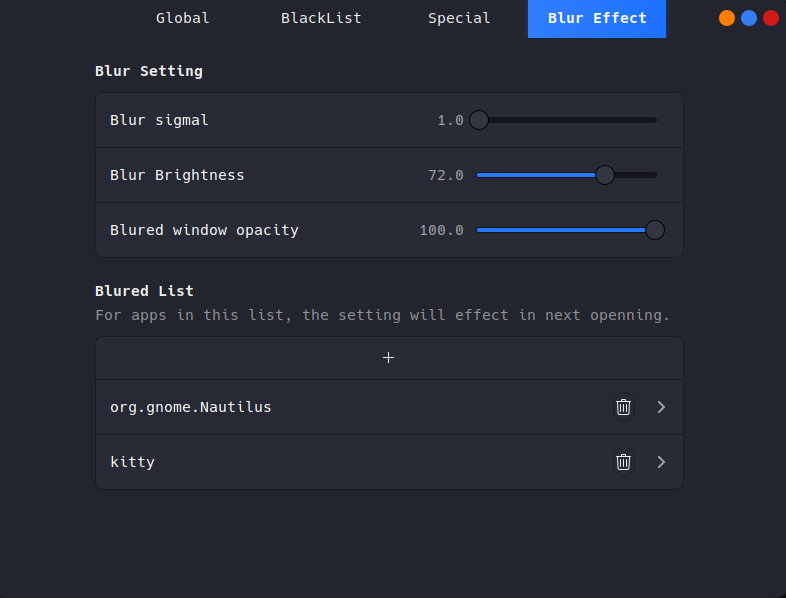 Global BlackList Special Blur Effect
Blur Setting
Blur sigmal 1.0
Blur Brightness 72.0
Blured window opacity 100.0
Blured List
For apps in this list, the setting will effect in next openning.
+
org.gnome.Nautilus
kitty